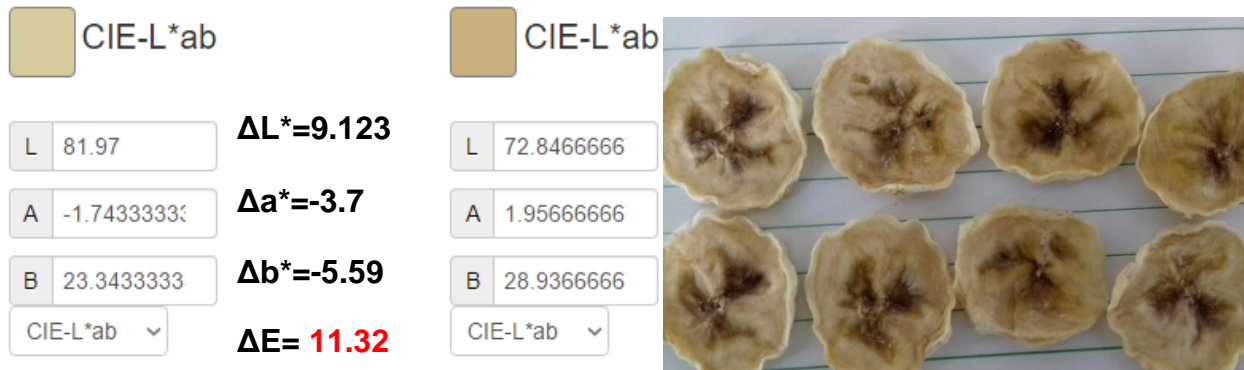 CIE-L*ab
CIE-L*ab
L 81.97
ΔL*=9.123
L 72.8466666
A -1.74333333
Δa*=-3.7
A 1.95666666
B 23.3433333
Δb*=-5.59
B 28.9366666
CIE-L*ab
ΔE= 11.32
CIE-L*ab